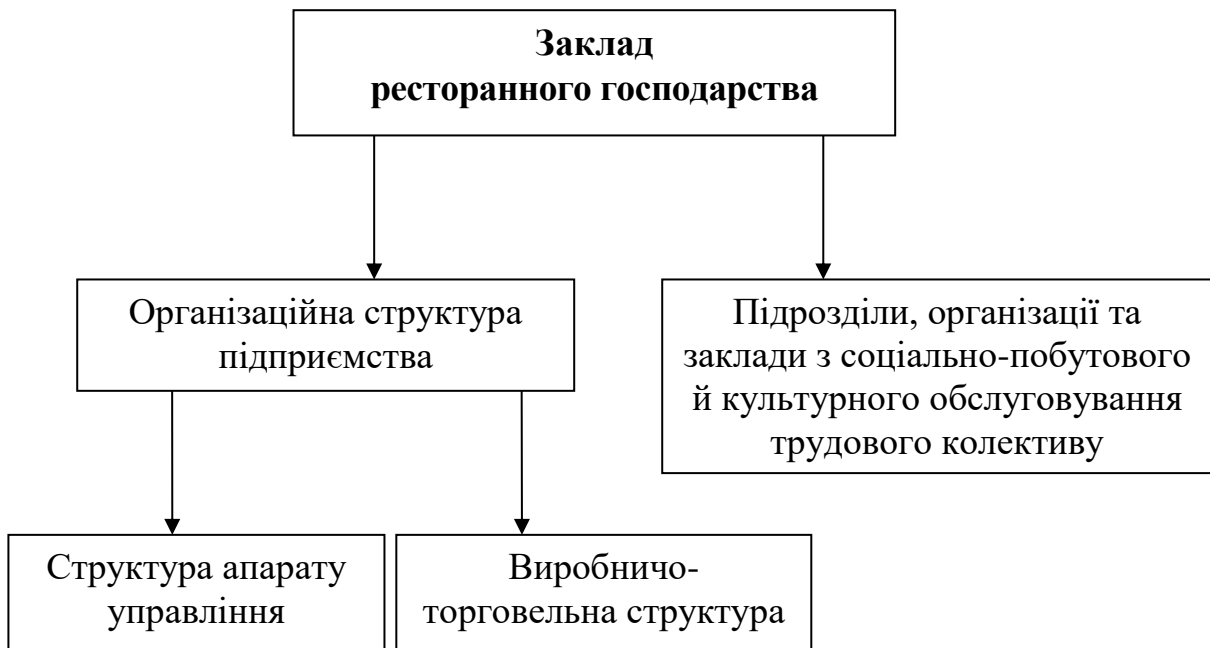 Заклад
ресторанного господарства
Організаційна структура
підприємства
Підрозділи, організації та
заклади з соціально-побутового
й культурного обслуговування
трудового колективу
Структура апарату
управління
Виробничо-
торговельна структура